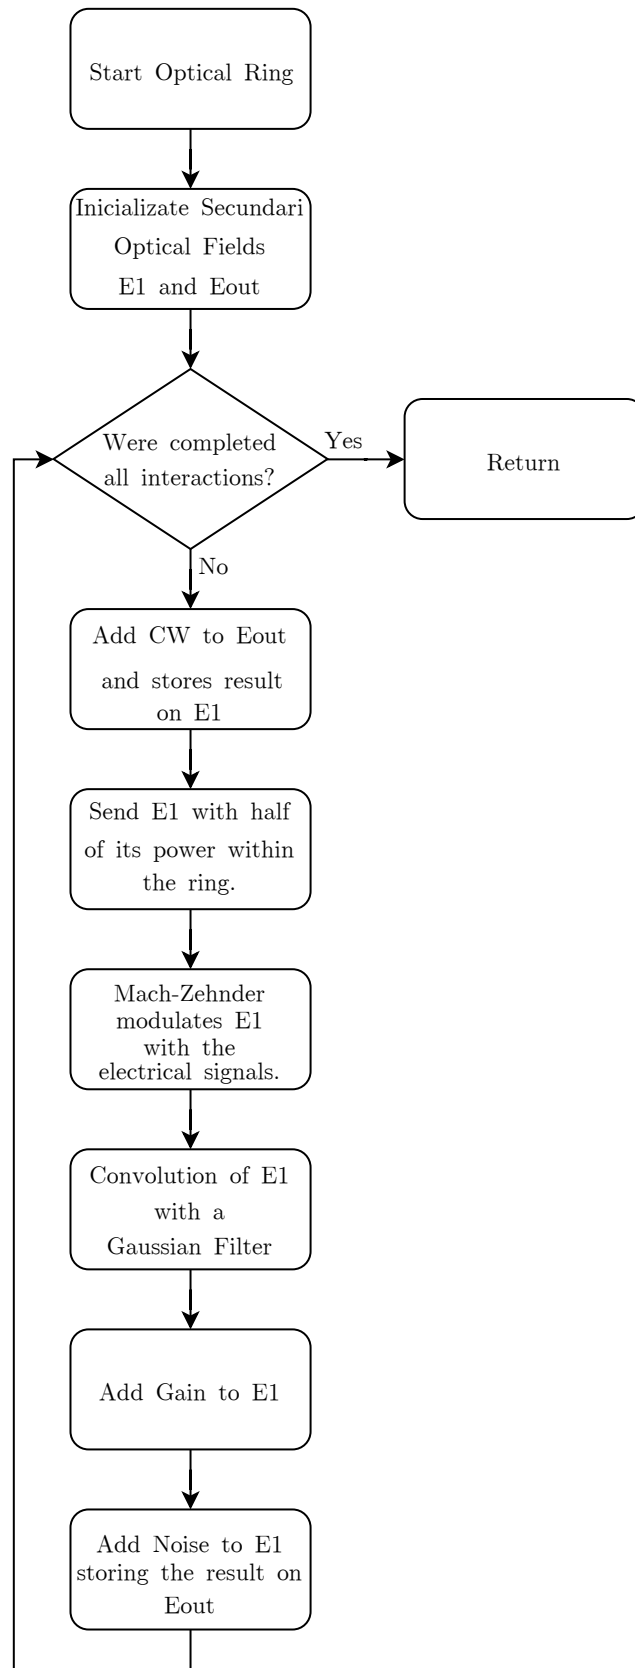 Start Optical Ring
Inicializate Secundari
Optical Fields
E1 and Eout
Were completed
all interactions?
Yes
Return
No
Add CW to Eout
and stores result
on E1
Send E1 with half
of its power within
the ring.
Mach-Zehnder
modulates E1
with the
electrical signals.
Convolution of E1
with a
Gaussian Filter
Add Gain to E1
Add Noise to E1
storing the result on
Eout